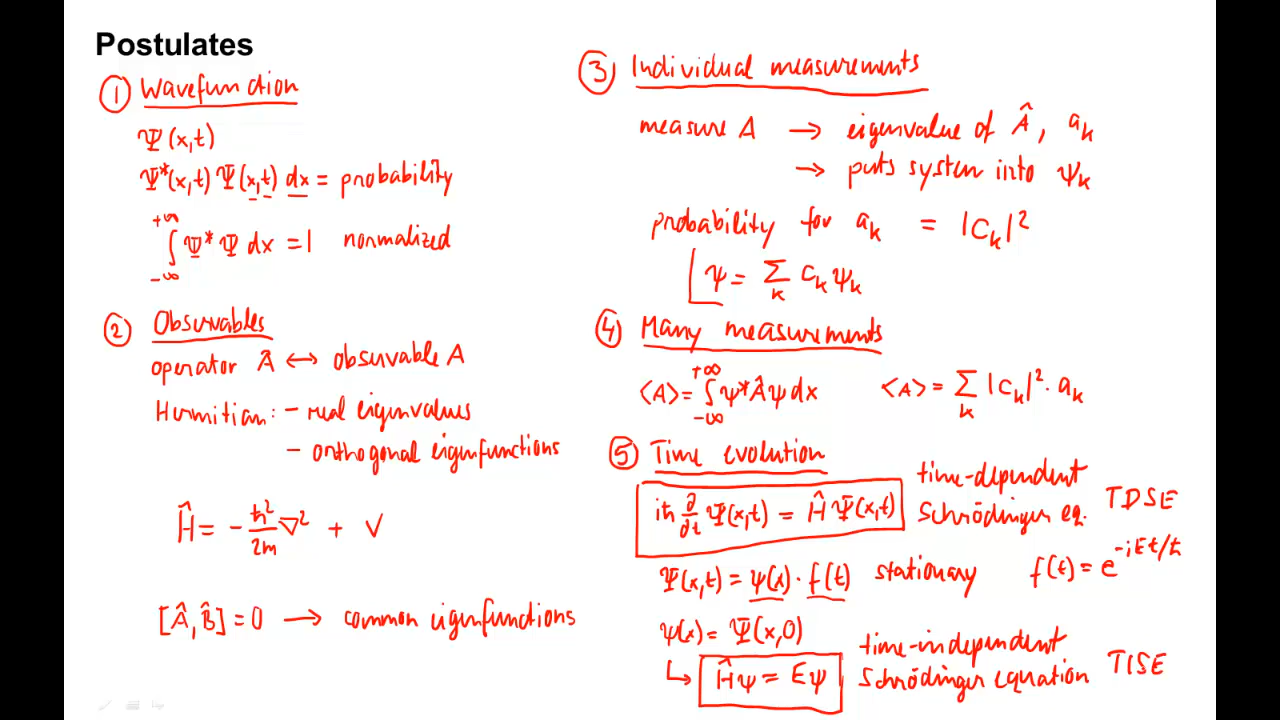 Postulates
① Wavefunction
Ψ(x,t)
Ψ*(x,t) Ψ(x,t) dx = probability
∫_{-∞}^{+∞} Ψ* Ψ dx = 1 normalized
② Observables
operator Â ↔ observable A
Hermitian: - real eigenvalues
- orthogonal eigenfunctions
Ĥ = - ħ²/2m ∇² + V
[Â, B̂] = 0 → common eigenfunctions
③ Individual measurements
measure A → eigenvalue of Â, a_k
→ puts system into ψ_k
probability for a_k = |c_k|²
ψ = Σ_k c_k ψ_k
④ Many measurements
⟨A⟩ = ∫_{-∞}^{+∞} ψ* Â ψ dx ⟨A⟩ = Σ_k |c_k|² · a_k
⑤ Time evolution
iħ ∂/∂t Ψ(x,t) = Ĥ Ψ(x,t) time-dependent Schrödinger eq. TDSE
Ψ(x,t) = ψ(x) · f(t) stationary f(t) = e^{-iEt/ħ}
ψ(x) = Ψ(x,0)
↳ Ĥψ = Eψ time-independent Schrödinger equation TISE